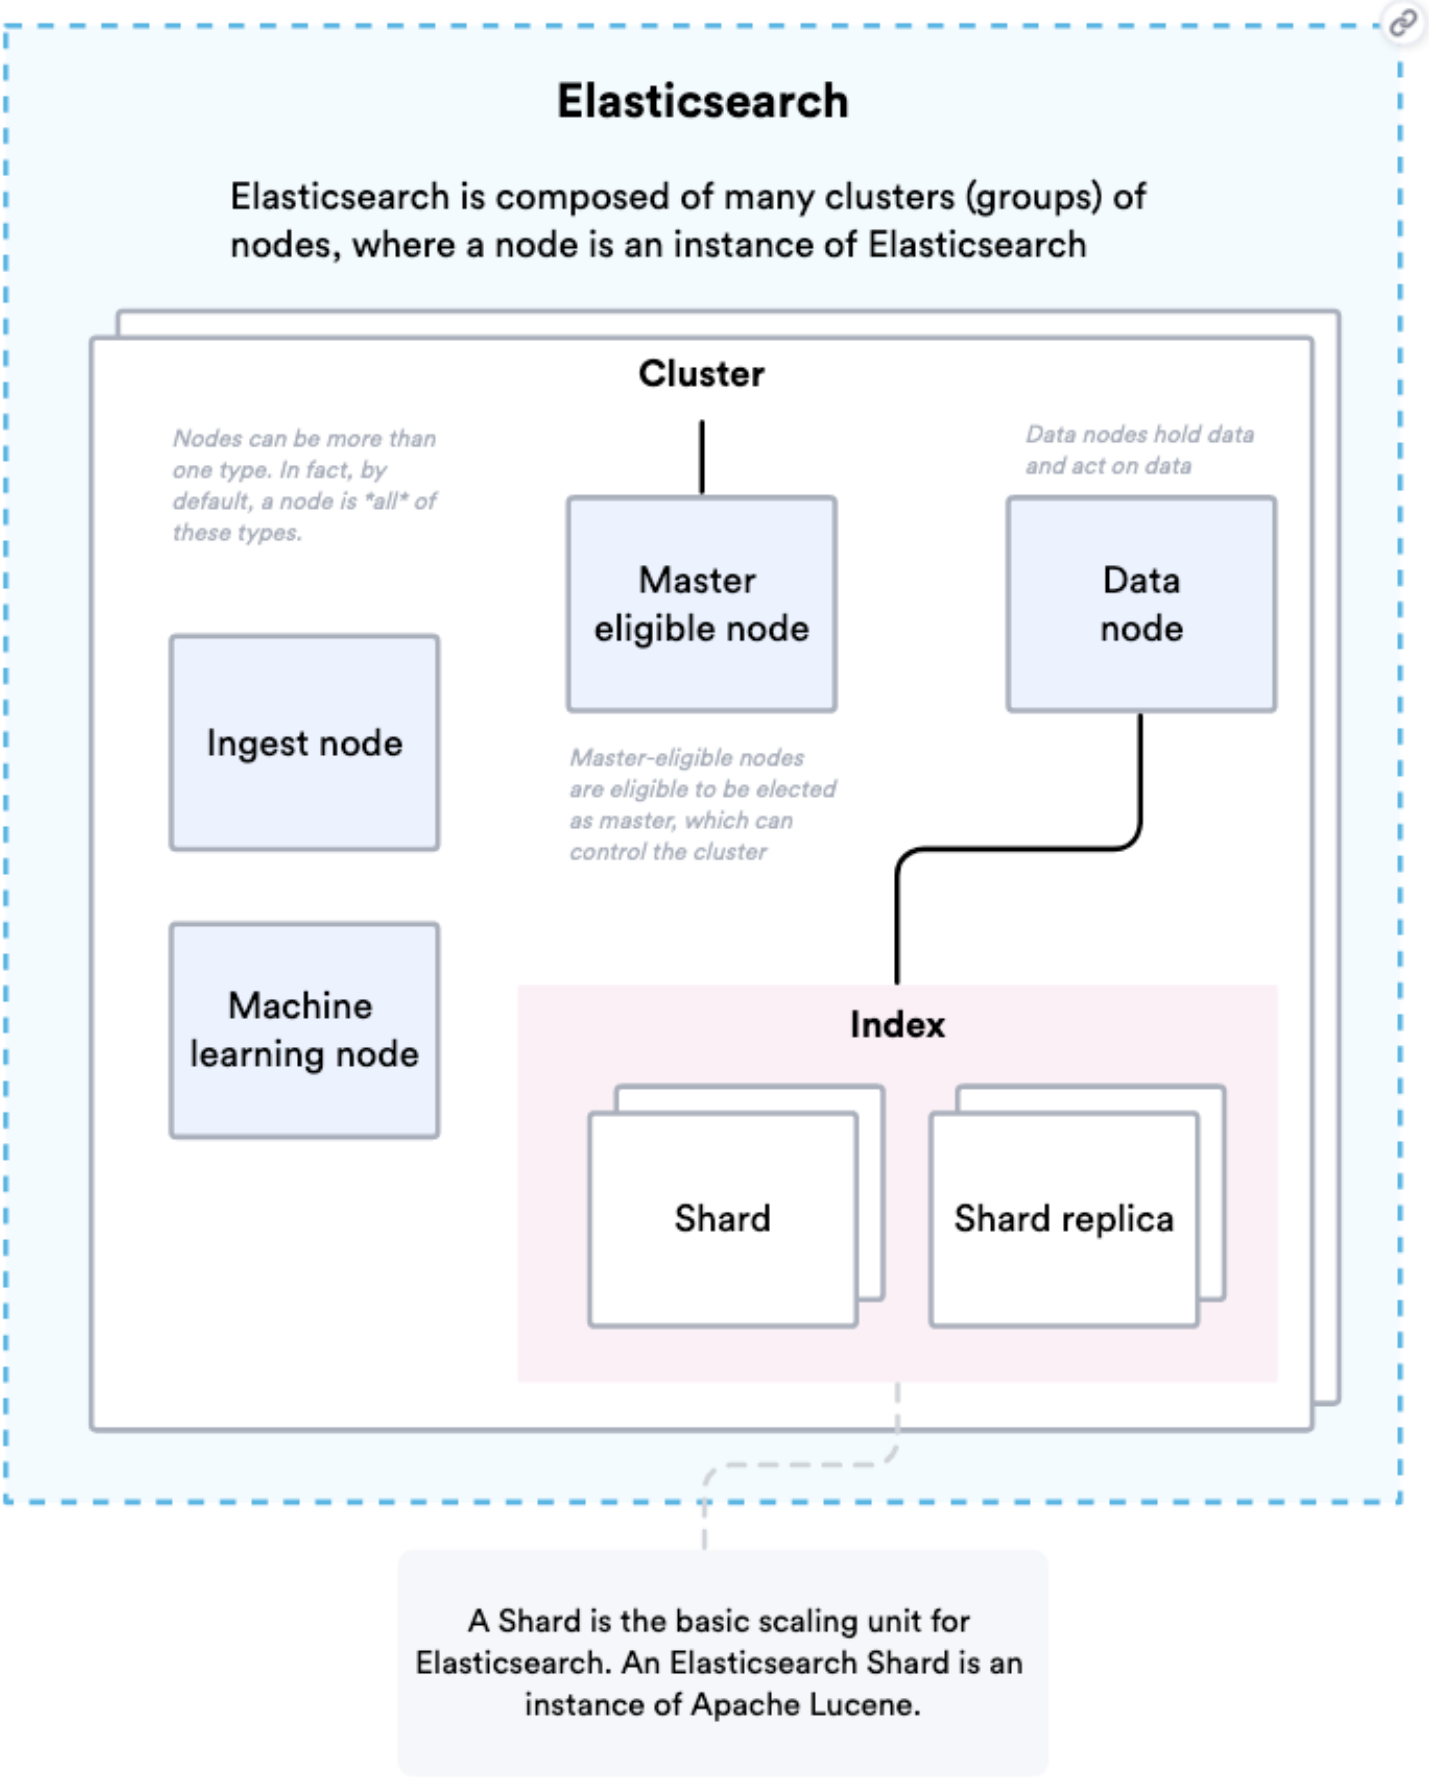 Elasticsearch
Elasticsearch is composed of many clusters (groups) of
nodes, where a node is an instance of Elasticsearch
Cluster
Nodes can be more than
one type. In fact, by
default, a node is *all* of
these types.
Data nodes hold data
and act on data
Master
eligible node
Data
node
Ingest node
Master-eligible nodes
are eligible to be elected
as master, which can
control the cluster
Machine
learning node
Index
Shard
Shard replica
A Shard is the basic scaling unit for
Elasticsearch. An Elasticsearch Shard is an
instance of Apache Lucene.